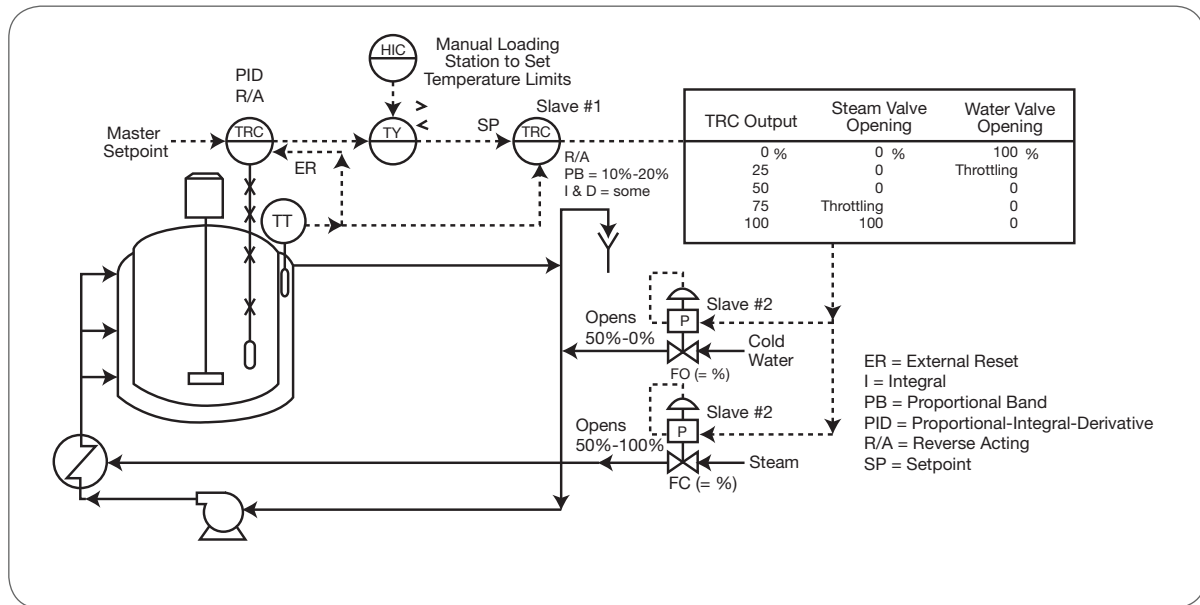 HIC
Manual Loading
Station to Set
Temperature Limits
PID
R/A
>
<
Slave #1
Master
Setpoint
TRC
TY
SP
TRC
ER
R/A
PB = 10%-20%
I & D = some
TT
TRC Output
Steam Valve
Opening
Water Valve
Opening
0 % 0 % 100 %
25 0 Throttling
50 0 0
75 Throttling 0
100 100 0
Slave #2
Opens
50%-0%
P
Cold
Water
FO (= %)
Slave #2
Opens
50%-100%
P
Steam
FC (= %)
ER = External Reset
I = Integral
PB = Proportional Band
PID = Proportional-Integral-Derivative
R/A = Reverse Acting
SP = Setpoint